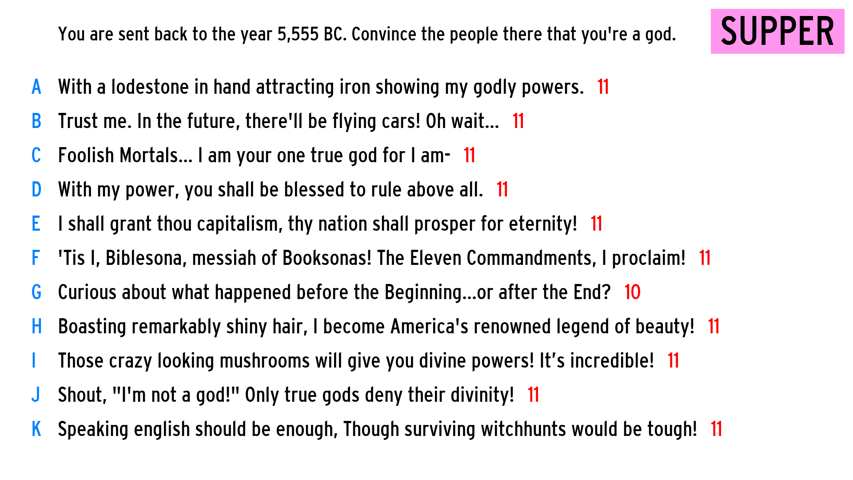 You are sent back to the year 5,555 BC. Convince the people there that you're a god.
SUPPER
A With a lodestone in hand attracting iron showing my godly powers. 11
B Trust me. In the future, there'll be flying cars! Oh wait... 11
C Foolish Mortals... I am your one true god for I am- 11
D With my power, you shall be blessed to rule above all. 11
E I shall grant thou capitalism, thy nation shall prosper for eternity! 11
F 'Tis I, Biblesona, messiah of Booksonas! The Eleven Commandments, I proclaim! 11
G Curious about what happened before the Beginning...or after the End? 10
H Boasting remarkably shiny hair, I become America's renowned legend of beauty! 11
I Those crazy looking mushrooms will give you divine powers! It’s incredible! 11
J Shout, "I'm not a god!" Only true gods deny their divinity! 11
K Speaking english should be enough, Though surviving witchhunts would be tough! 11